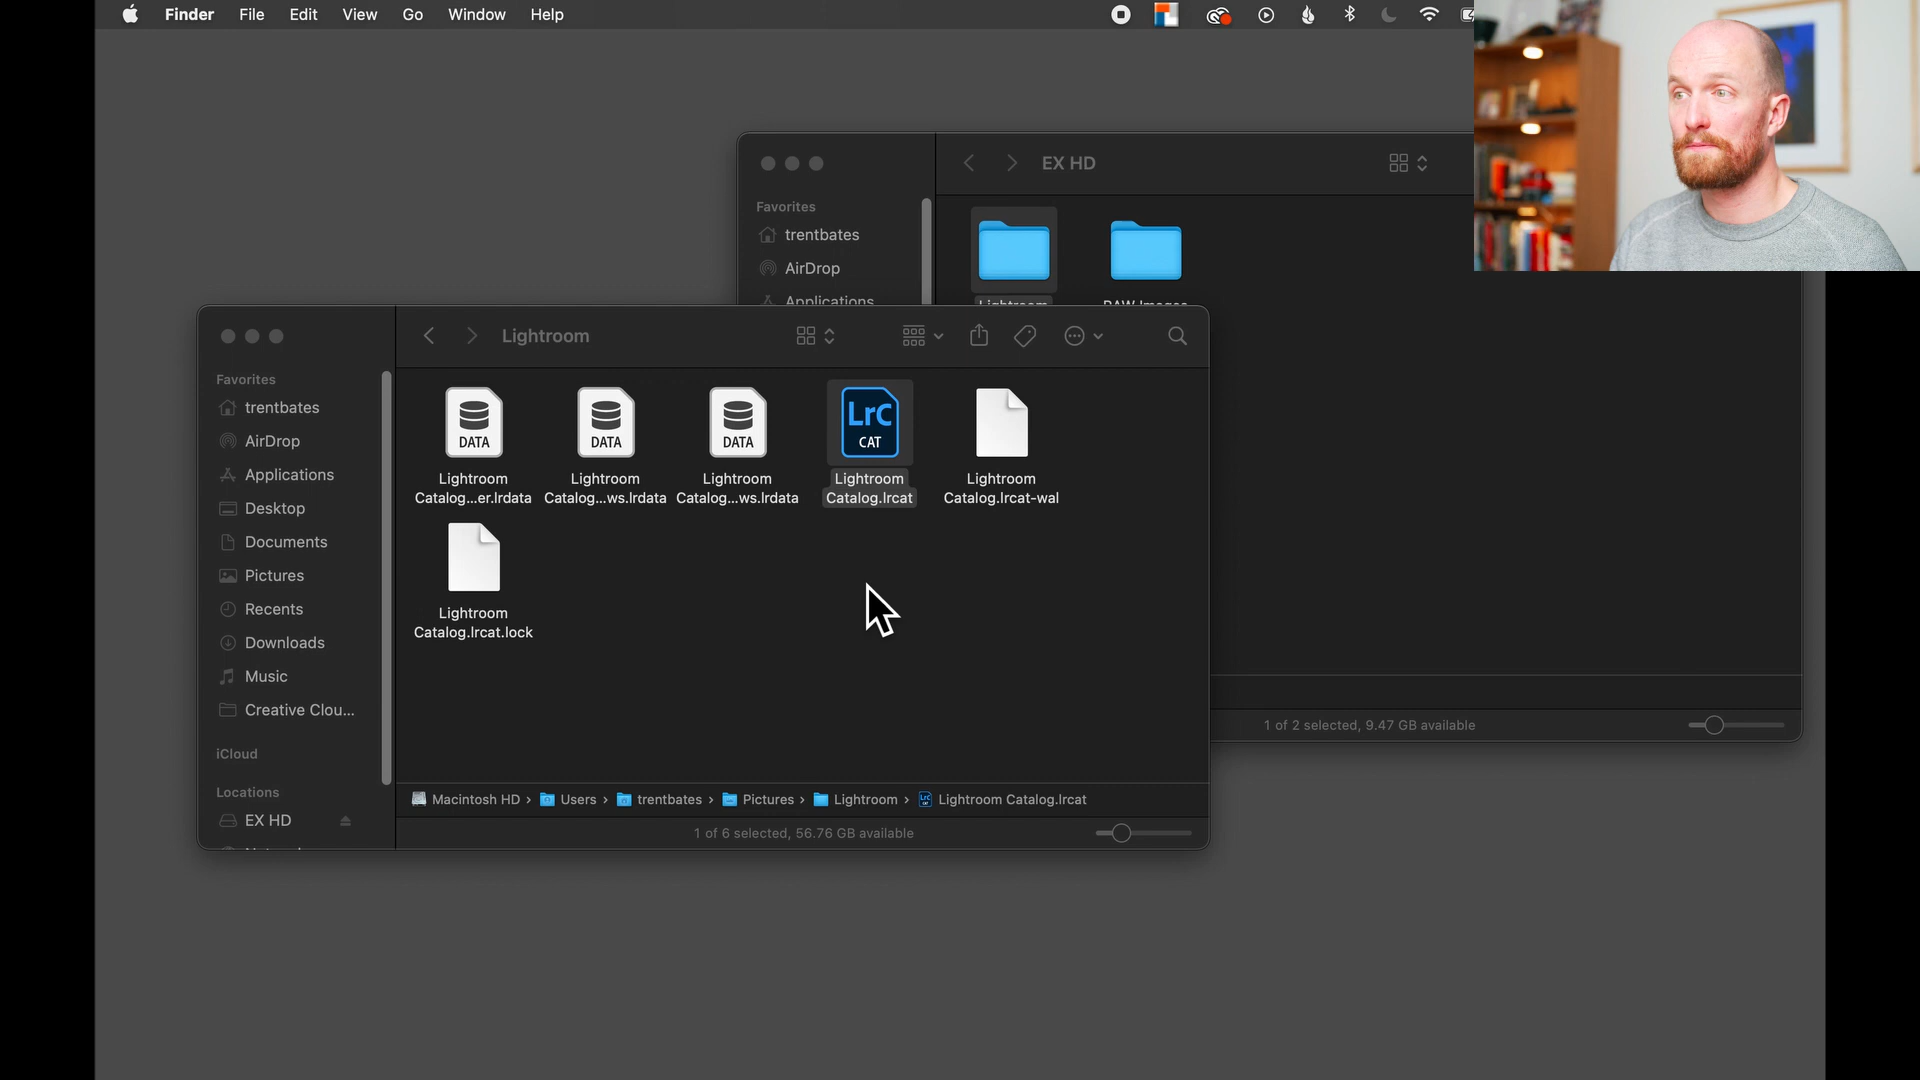 Finder File Edit View Go Window Help
EX HD
Favorites
trentbates
AirDrop
Applications
Lightroom
RAW Images
Lightroom
Favorites
trentbates
AirDrop
Applications
Desktop
Documents
Pictures
Recents
Downloads
Music
Creative Clou...
iCloud
Locations
EX HD
DATA
DATA
DATA
LrC
CAT
Lightroom
Catalog...er.lrdata
Lightroom
Catalog...ws.lrdata
Lightroom
Catalog...ws.lrdata
Lightroom
Catalog.lrcat
Lightroom
Catalog.lrcat-wal
Lightroom
Catalog.lrcat.lock
Macintosh HD › Users › trentbates › Pictures › Lightroom › Lightroom Catalog.lrcat
1 of 6 selected, 56.76 GB available
1 of 2 selected, 9.47 GB available